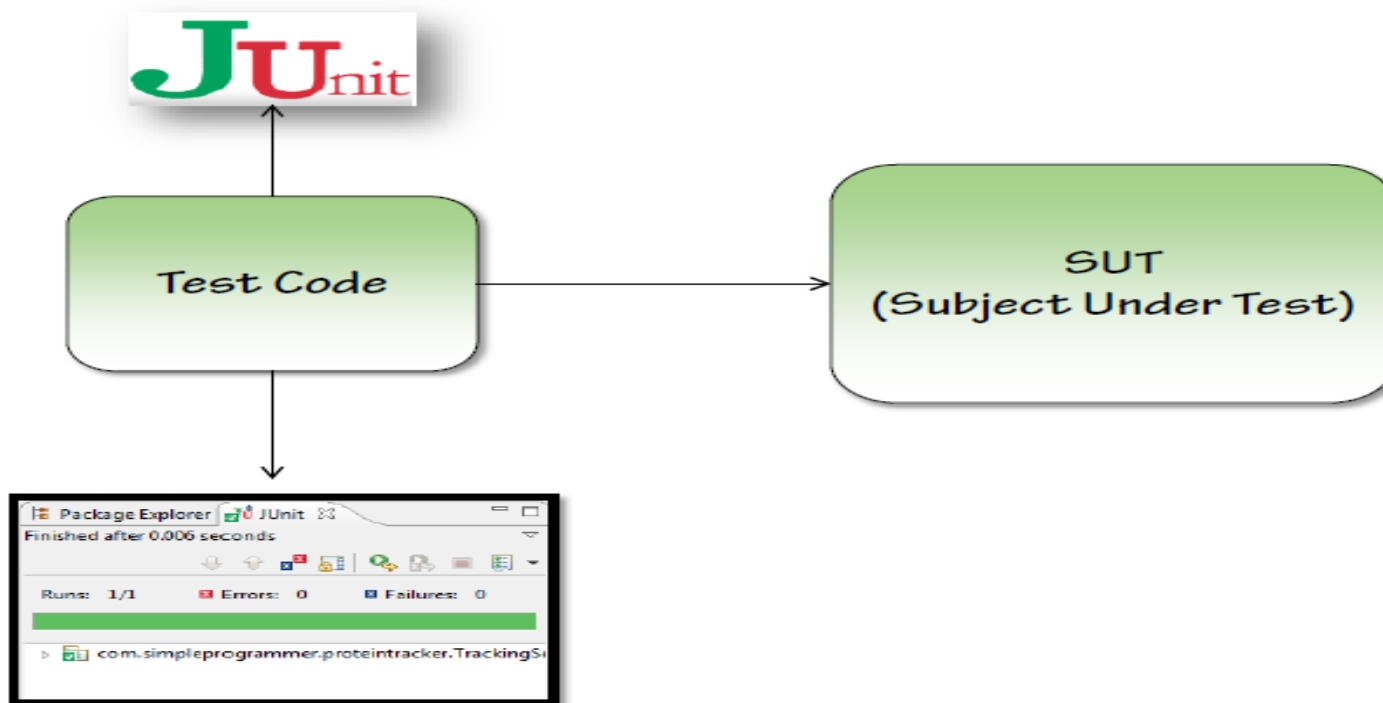 JUnit
Test Code
SUT
(Subject Under Test)
Package Explorer JUnit
Finished after 0.006 seconds
Runs: 1/1 Errors: 0 Failures: 0
com.simpleprogrammer.proteintracker.TrackingSe